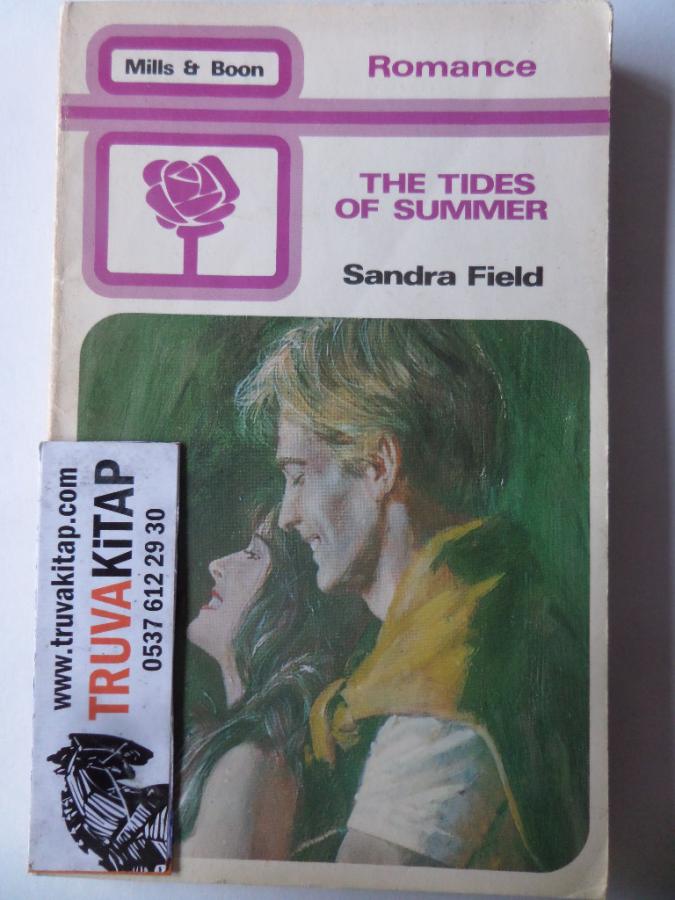 Mills & Boon
Romance
THE TIDES
OF SUMMER
Sandra Field
www.truvakitap.com
TRUVAKiTAP
0537 612 29 30